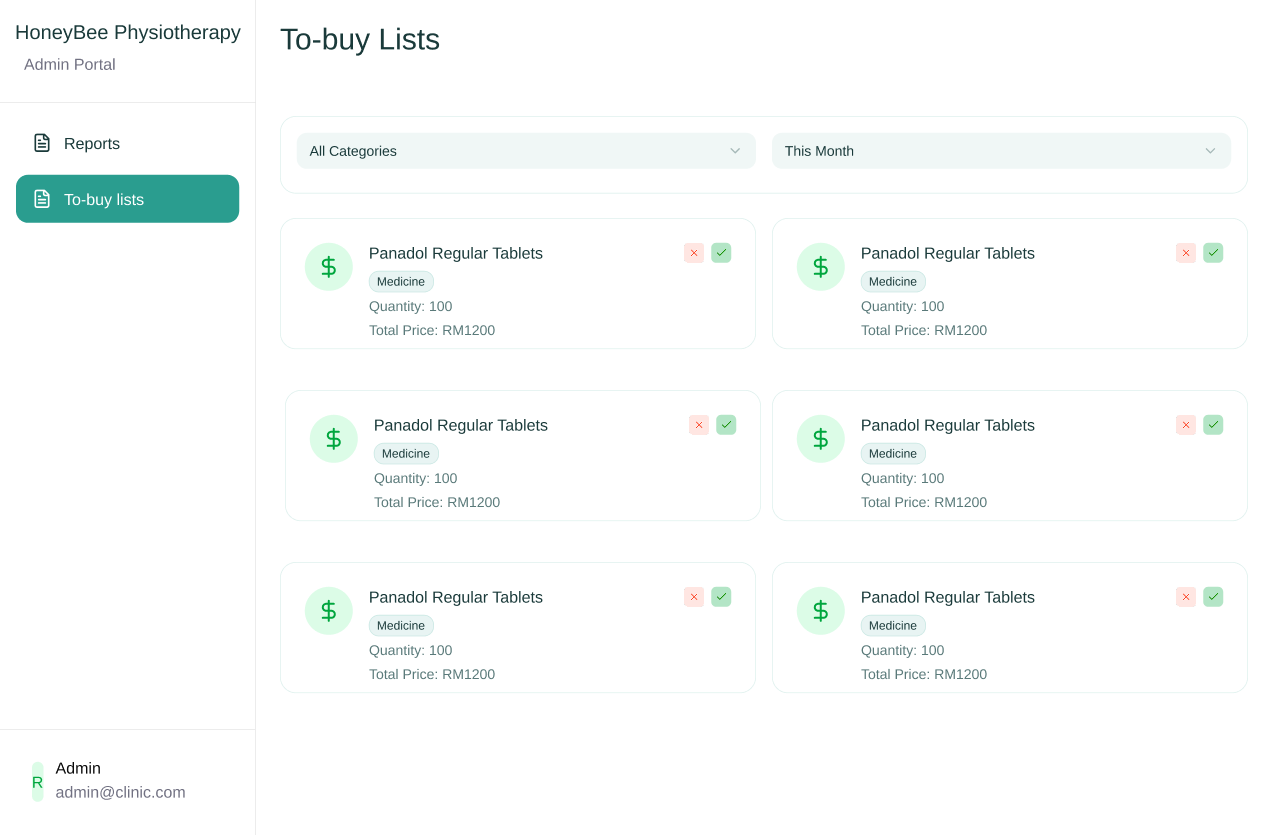 HoneyBee Physiotherapy
Admin Portal
Reports
To-buy lists
Admin
R
admin@clinic.com
To-buy Lists
All Categories
This Month
Panadol Regular Tablets
Medicine
Quantity: 100
Total Price: RM1200
Panadol Regular Tablets
Medicine
Quantity: 100
Total Price: RM1200
Panadol Regular Tablets
Medicine
Quantity: 100
Total Price: RM1200
Panadol Regular Tablets
Medicine
Quantity: 100
Total Price: RM1200
Panadol Regular Tablets
Medicine
Quantity: 100
Total Price: RM1200
Panadol Regular Tablets
Medicine
Quantity: 100
Total Price: RM1200